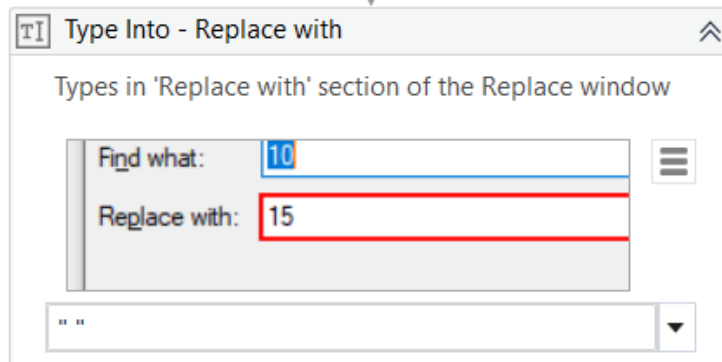 TI Type Into - Replace with
Types in 'Replace with' section of the Replace window
Find what: 10
Replace with: 15
" "